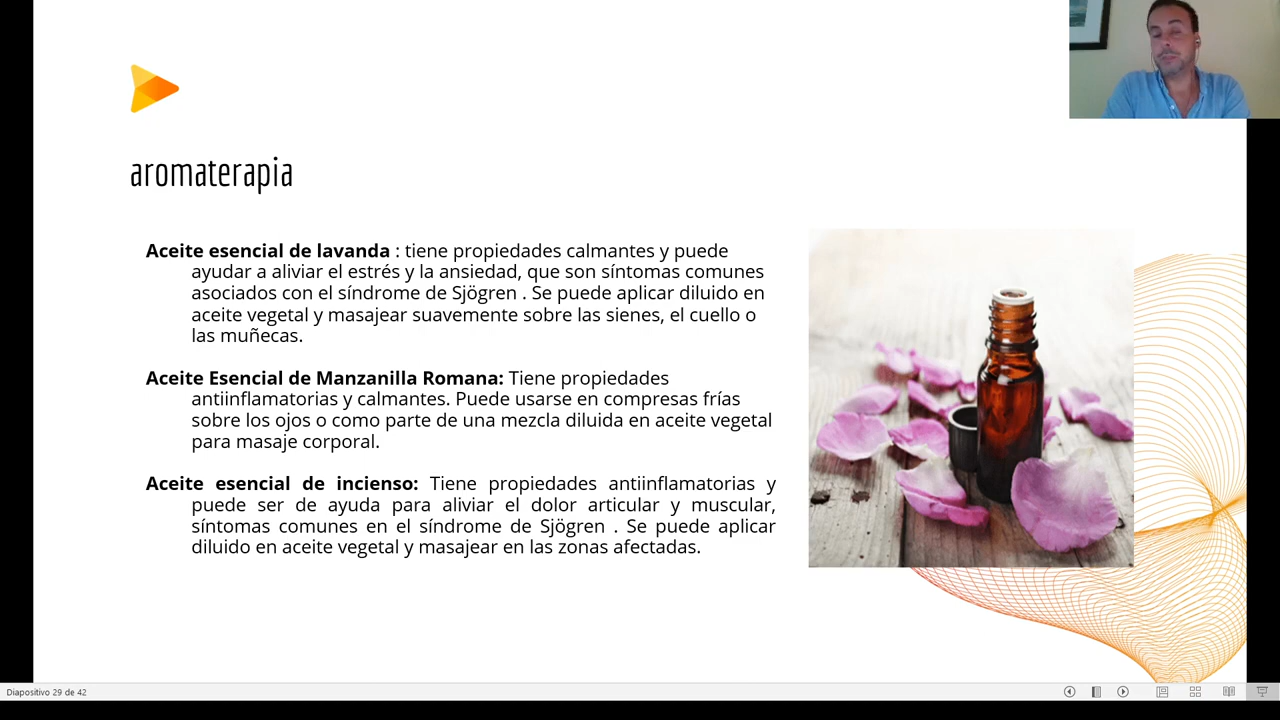 aromaterapia
Aceite esencial de lavanda : tiene propiedades calmantes y puede
ayudar a aliviar el estrés y la ansiedad, que son síntomas comunes
asociados con el síndrome de Sjögren . Se puede aplicar diluido en
aceite vegetal y masajear suavemente sobre las sienes, el cuello o
las muñecas.
Aceite Esencial de Manzanilla Romana: Tiene propiedades
antiinflamatorias y calmantes. Puede usarse en compresas frías
sobre los ojos o como parte de una mezcla diluida en aceite vegetal
para masaje corporal.
Aceite esencial de incienso: Tiene propiedades antiinflamatorias y
puede ser de ayuda para aliviar el dolor articular y muscular,
síntomas comunes en el síndrome de Sjögren . Se puede aplicar
diluido en aceite vegetal y masajear en las zonas afectadas.
Diapositivo 29 de 42